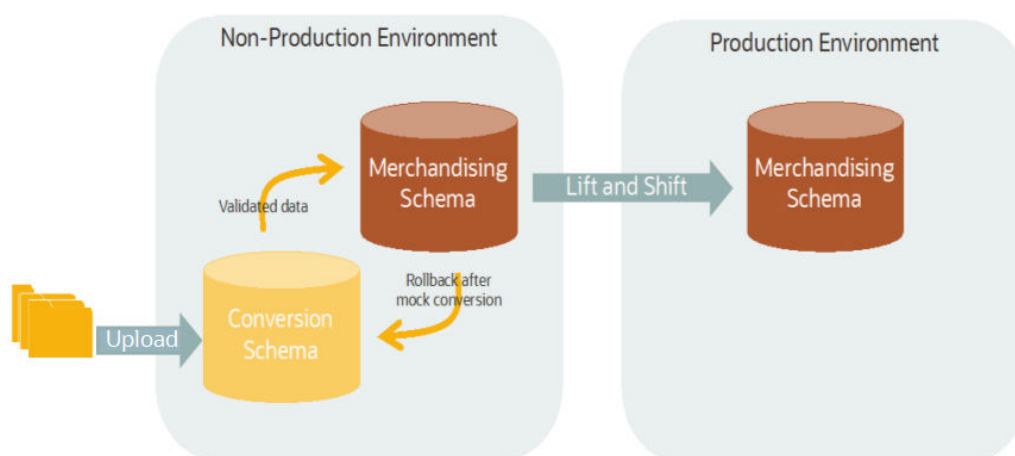 Non-Production Environment
Production Environment
Merchandising
Schema
Lift and Shift
Merchandising
Schema
Validated data
Rollback after
mock conversion
Conversion
Schema
Upload